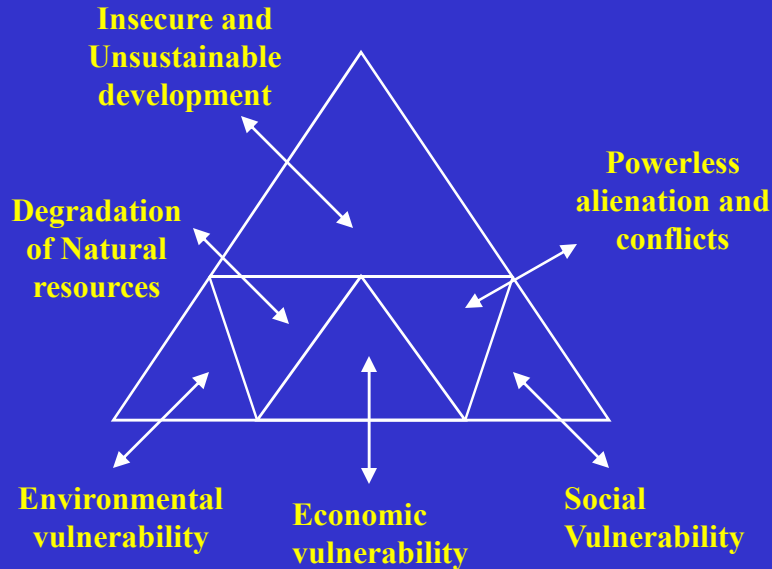 Insecure and
Unsustainable
development
Powerless
alienation and
conflicts
Degradation
of Natural
resources
Environmental
vulnerability
Economic
vulnerability
Social
Vulnerability